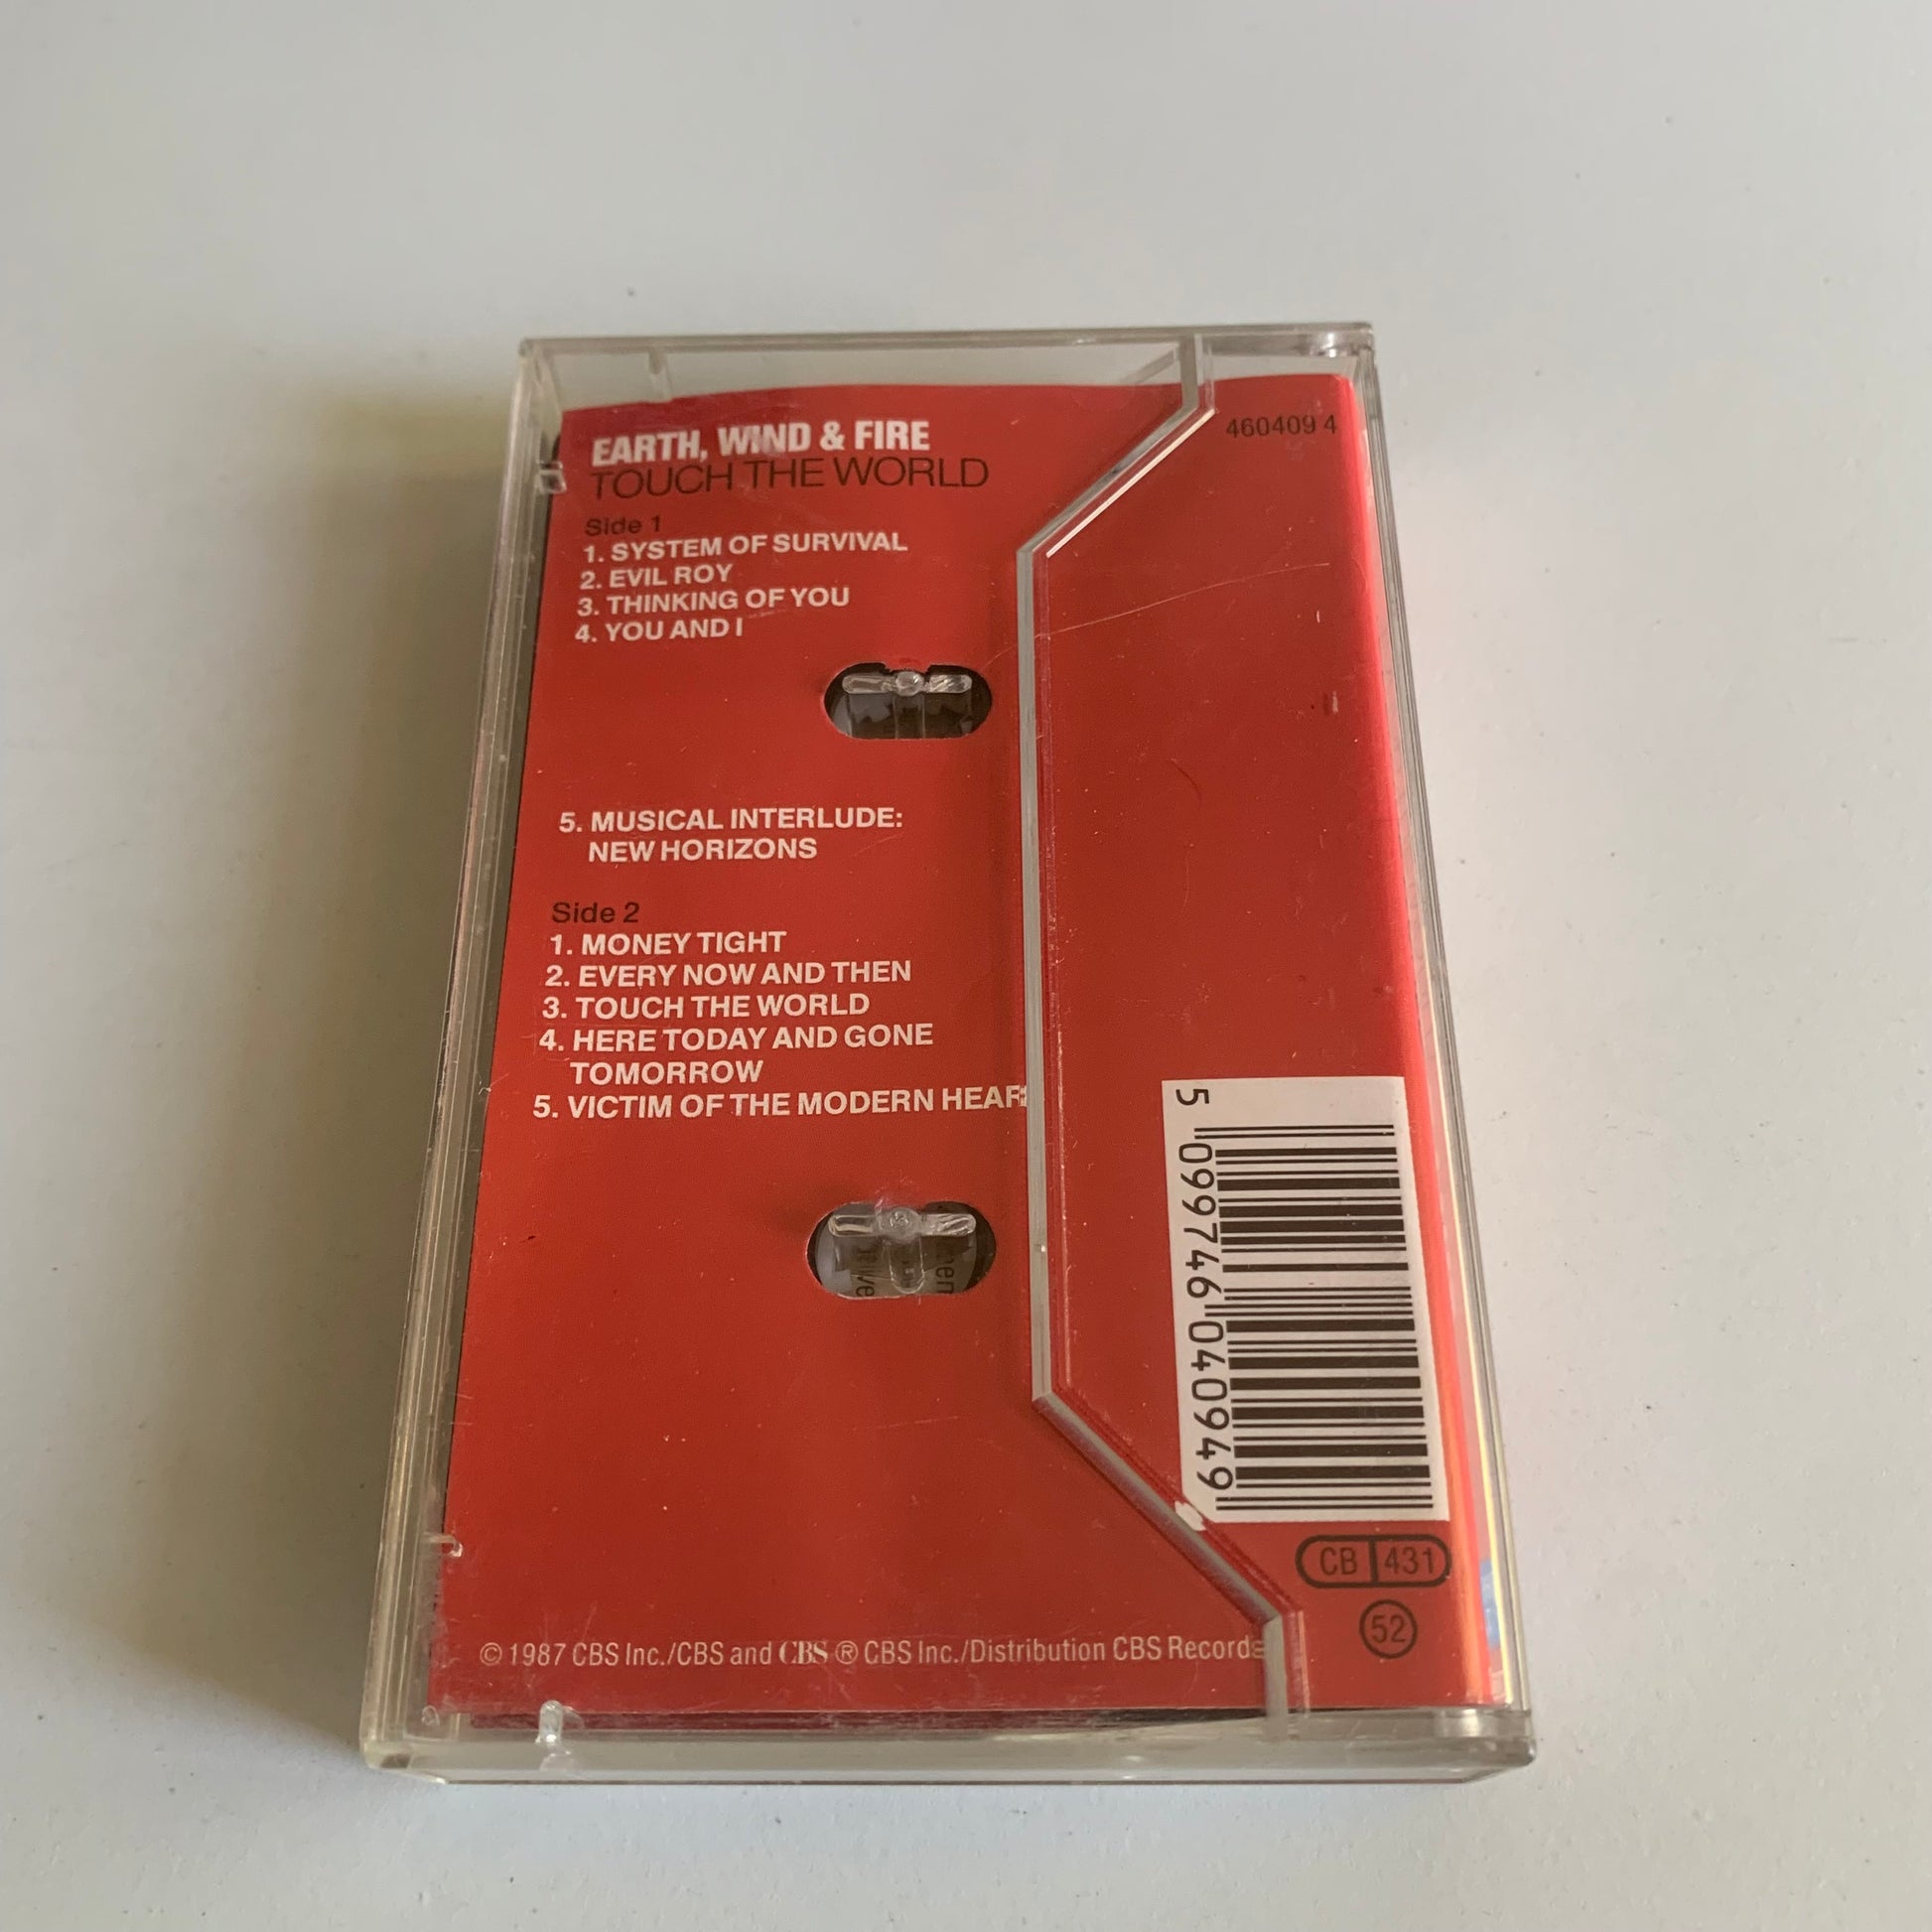 EARTH, WIND & FIRE
TOUCH THE WORLD
460409 4
Side 1
1. SYSTEM OF SURVIVAL
2. EVIL ROY
3. THINKING OF YOU
4. YOU AND I
5. MUSICAL INTERLUDE:
NEW HORIZONS
Side 2
1. MONEY TIGHT
2. EVERY NOW AND THEN
3. TOUCH THE WORLD
4. HERE TODAY AND GONE
TOMORROW
5. VICTIM OF THE MODERN HEAR
5 099746 040949
CB 431
52
© 1987 CBS Inc./CBS and CBS ® CBS Inc./Distribution CBS Records